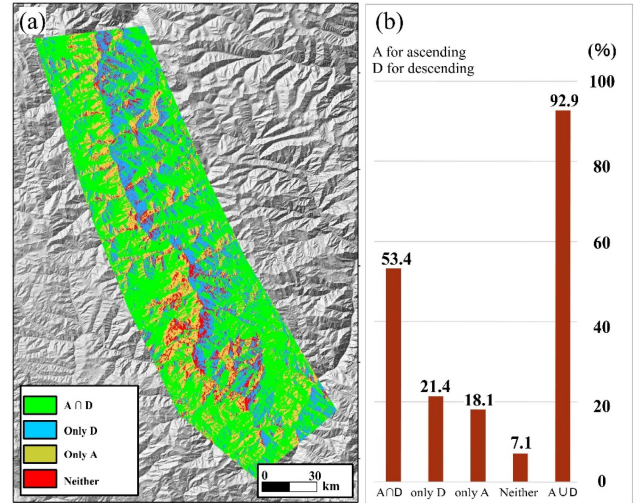 (a)
A ∩ D
Only D
Only A
Neither
0 30
km
(b)
A for ascending
D for descending
(%)
100
80
60
40
20
0
53.4
21.4
18.1
7.1
92.9
A∩D only D only A Neither A∪D